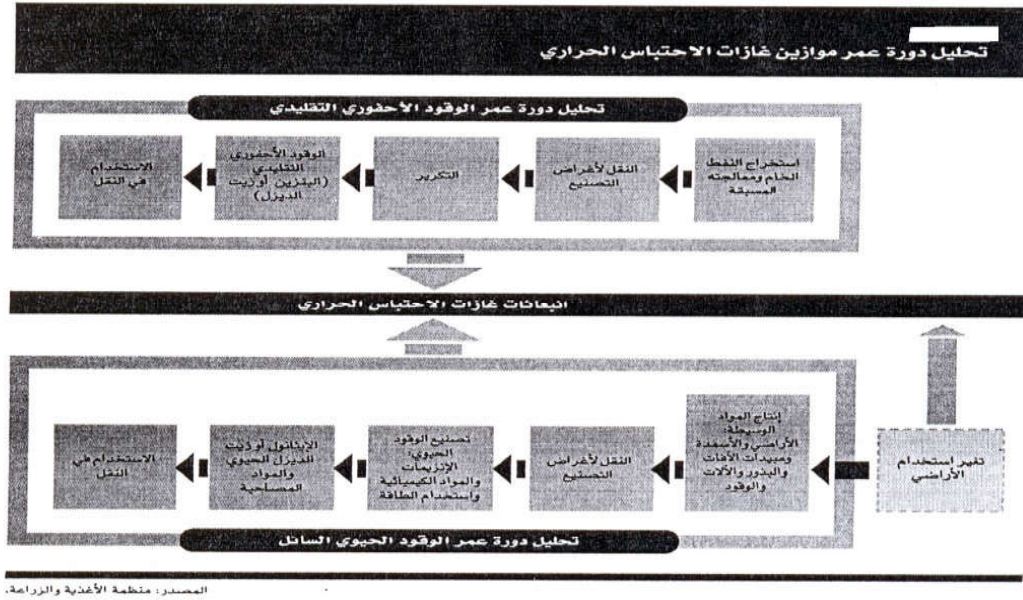 تحليل دورة عمر موازين غازات الاحتباس الحراري
تحليل دورة عمر الوقود الأحفوري التقليدي
استخراج النفط
الخام ومعالجته
المسبقة
النقل لأغراض
التصنيع
التكرير
الوقود الأحفوري
التقليدي
(البنزين أو زيت
الديزل)
الاستخدام
في النقل
انبعاثات غازات الاحتباس الحراري
تغير استخدام
الأراضي
إنتاج المواد
الوسيطة:
الأراضي والأسمدة
ومبيدات الآفات
والبذور والآلات
والوقود
النقل لأغراض
التصنيع
تصنيع الوقود
الحيوي:
الإنزيمات
والمواد الكيميائية
واستخدام الطاقة
الإيثانول أو زيت
الديزل الحيوي
والمواد
المصاحبة
الاستخدام في
النقل
تحليل دورة عمر الوقود الحيوي السائل
المصدر: منظمة الأغذية والزراعة.